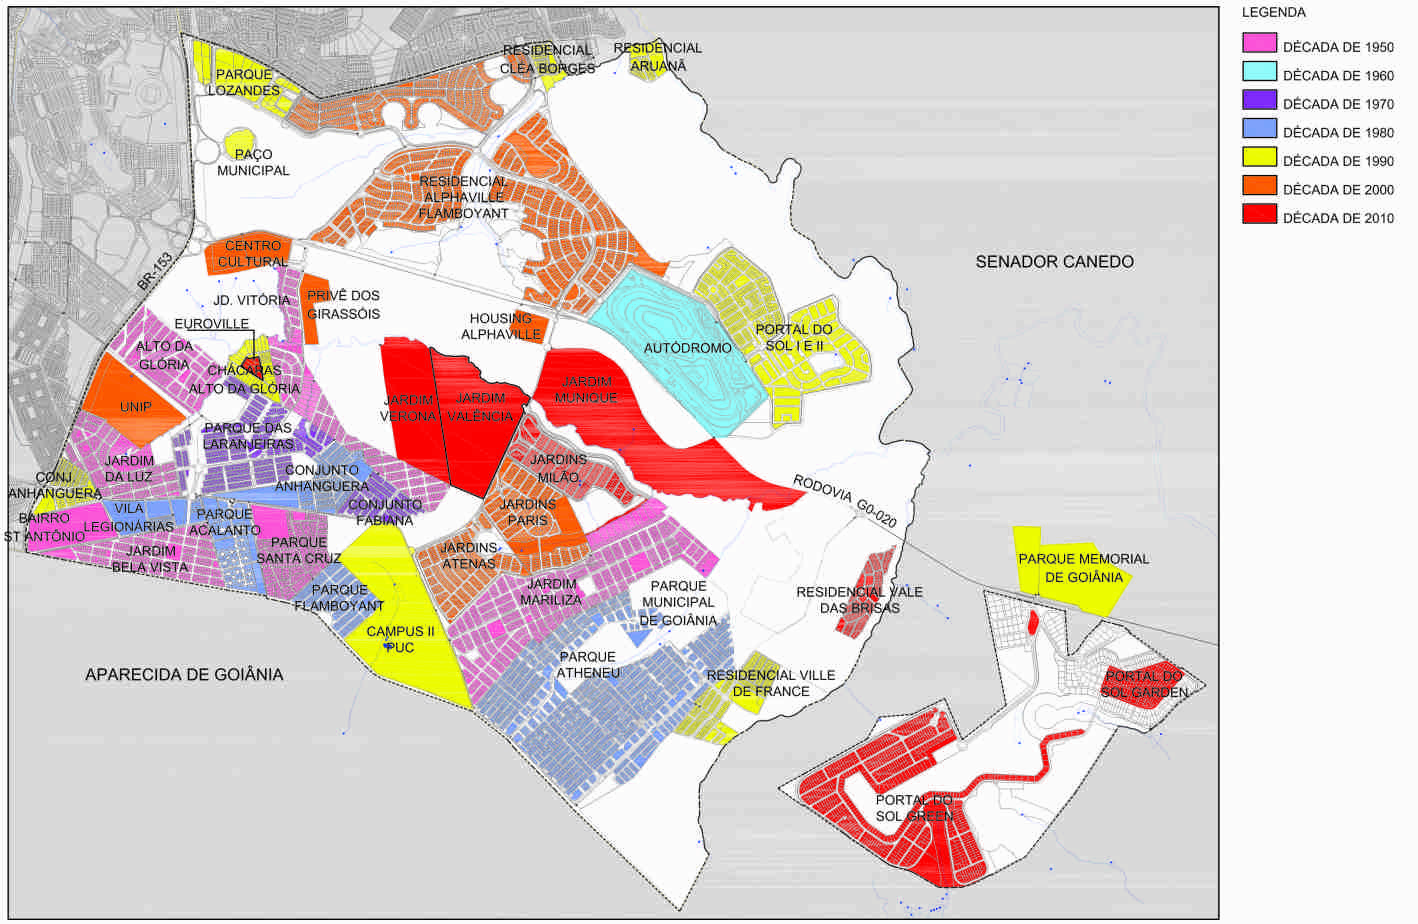 LEGENDA
DÉCADA DE 1950
DÉCADA DE 1960
DÉCADA DE 1970
DÉCADA DE 1980
DÉCADA DE 1990
DÉCADA DE 2000
DÉCADA DE 2010
RESIDENCIAL
CLÉA BORGES
RESIDENCIAL
ARUANÃ
PARQUE
LOZANDES
PAÇO
MUNICIPAL
RESIDENCIAL
ALPHAVILLE
FLAMBOYANT
CENTRO
CULTURAL
BR-153
SENADOR CANEDO
JD. VITÓRIA
PRIVÊ DOS
GIRASSÓIS
EUROVILLE
HOUSING
ALPHAVILLE
PORTAL DO
SOL I E II
AUTÓDROMO
ALTO DA
GLÓRIA
CHÁCARAS
ALTO DA GLÓRIA
JARDIM
MUNIQUE
JARDIM
VERONA
JARDIM
VALÊNCIA
UNIP
PARQUE DAS
LARANJEIRAS
JARDIM
DA LUZ
CONJUNTO
ANHANGUERA
JARDINS
MILÃO
CONJ.
ANHANGUERA
RODOVIA G0-020
CONJUNTO
FABIANA
JARDINS
PARIS
BAIRRO
ST ANTÔNIO
VILA
LEGIONÁRIAS
PARQUE
ACALANTO
JARDIM
BELA VISTA
PARQUE
SANTA CRUZ
JARDINS
ATENAS
PARQUE MEMORIAL
DE GOIÂNIA
PARQUE
FLAMBOYANT
JARDIM
MARILIZA
PARQUE
MUNICIPAL
DE GOIÂNIA
RESIDENCIAL VALE
DAS BRISAS
CAMPUS II
PUC
PARQUE
ATHENEU
APARECIDA DE GOIÂNIA
RESIDENCIAL VILLE
DE FRANCE
PORTAL DO
SOL GARDEN
PORTAL DO
SOL GREEN